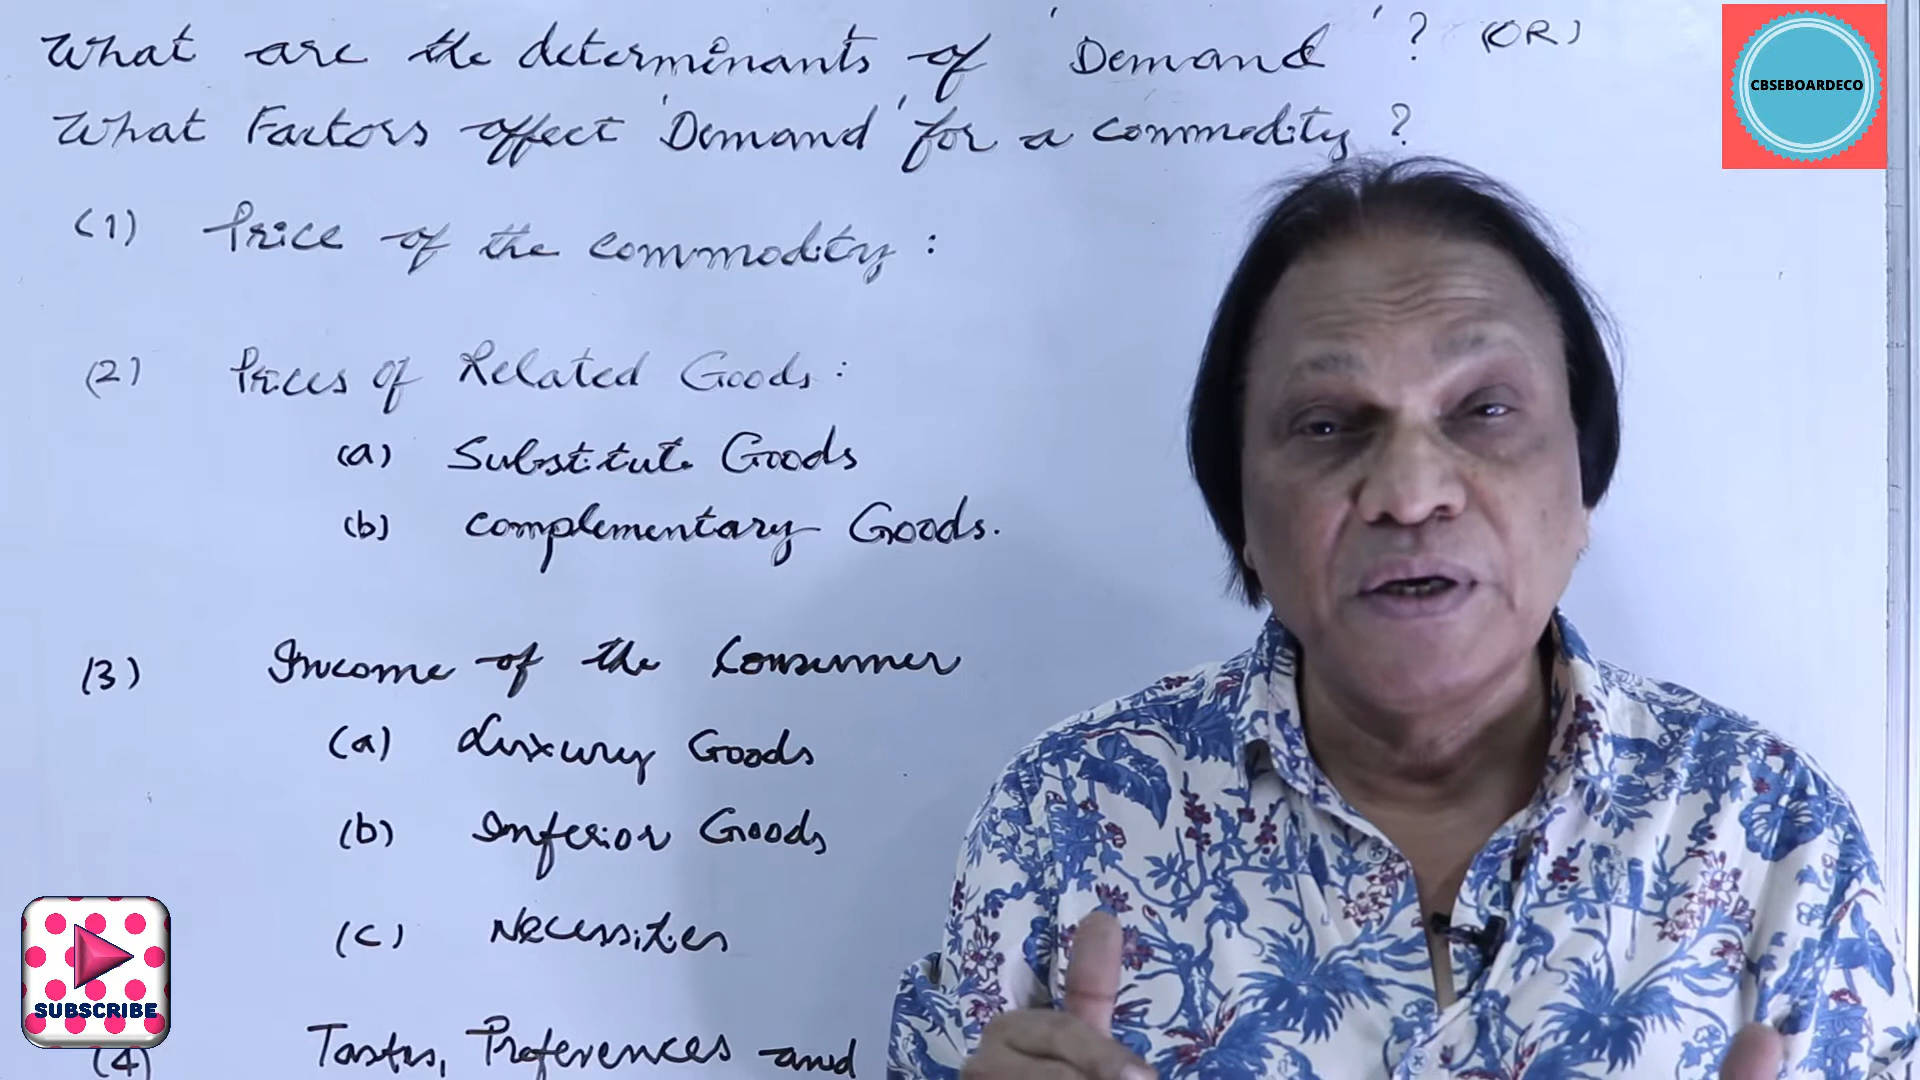 What are the determinants of 'Demand'? (OR)
What Factors affect 'Demand' for a commodity?
(1) Price of the commodity:
(2) Prices of Related Goods:
(a) Substitute Goods
(b) Complementary Goods.
(3) Income of the Consumer
(a) Luxury Goods
(b) Inferior Goods
(c) Necessities
(4) Tastes, Preferences and
CBSEBOARDECO
SUBSCRIBE